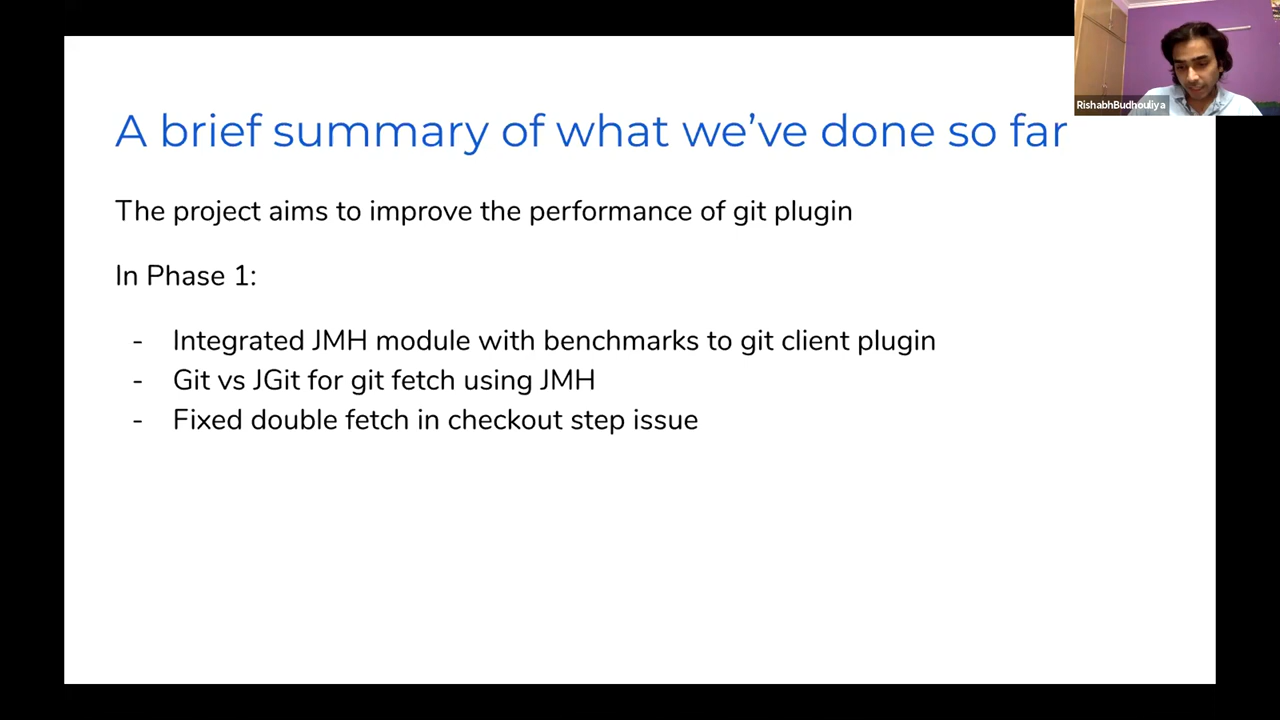 A brief summary of what we've done so far
The project aims to improve the performance of git plugin
In Phase 1:
- Integrated JMH module with benchmarks to git client plugin
- Git vs JGit for git fetch using JMH
- Fixed double fetch in checkout step issue
RishabhBudhouliya